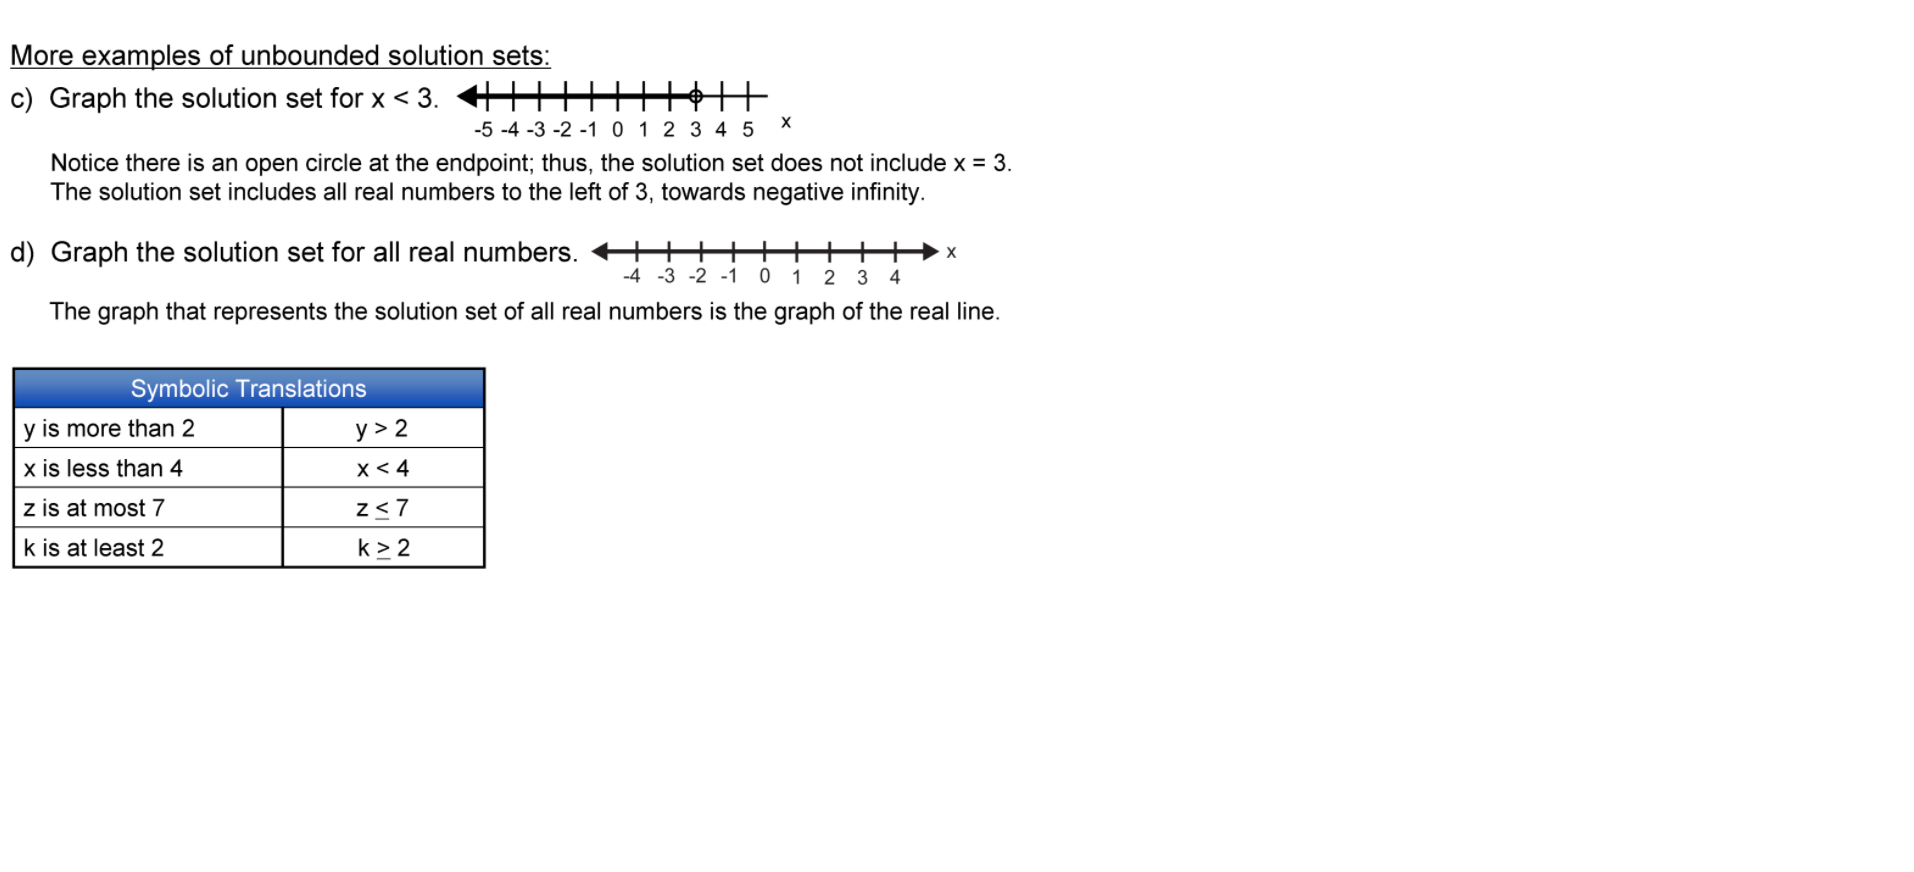 More examples of unbounded solution sets:
c) Graph the solution set for x < 3.
-5 -4 -3 -2 -1 0 1 2 3 4 5 x
Notice there is an open circle at the endpoint; thus, the solution set does not include x = 3.
The solution set includes all real numbers to the left of 3, towards negative infinity.
d) Graph the solution set for all real numbers. x
-4 -3 -2 -1 0 1 2 3 4
The graph that represents the solution set of all real numbers is the graph of the real line.
Symbolic Translations
y is more than 2 y > 2
x is less than 4 x < 4
z is at most 7 z ≤ 7
k is at least 2 k ≥ 2